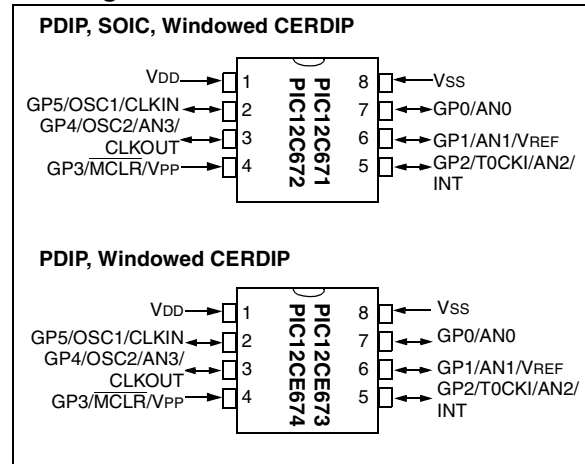 PDIP, SOIC, Windowed CERDIP
VDD
GP5/OSC1/CLKIN
GP4/OSC2/AN3/
CLKOUT
GP3/MCLR/VPP
1
2
3
4
PIC12C671
PIC12C672
8
7
6
5
VSS
GP0/AN0
GP1/AN1/VREF
GP2/T0CKI/AN2/
INT
PDIP, Windowed CERDIP
VDD
GP5/OSC1/CLKIN
GP4/OSC2/AN3/
CLKOUT
GP3/MCLR/VPP
1
2
3
4
PIC12CE673
PIC12CE674
8
7
6
5
VSS
GP0/AN0
GP1/AN1/VREF
GP2/T0CKI/AN2/
INT